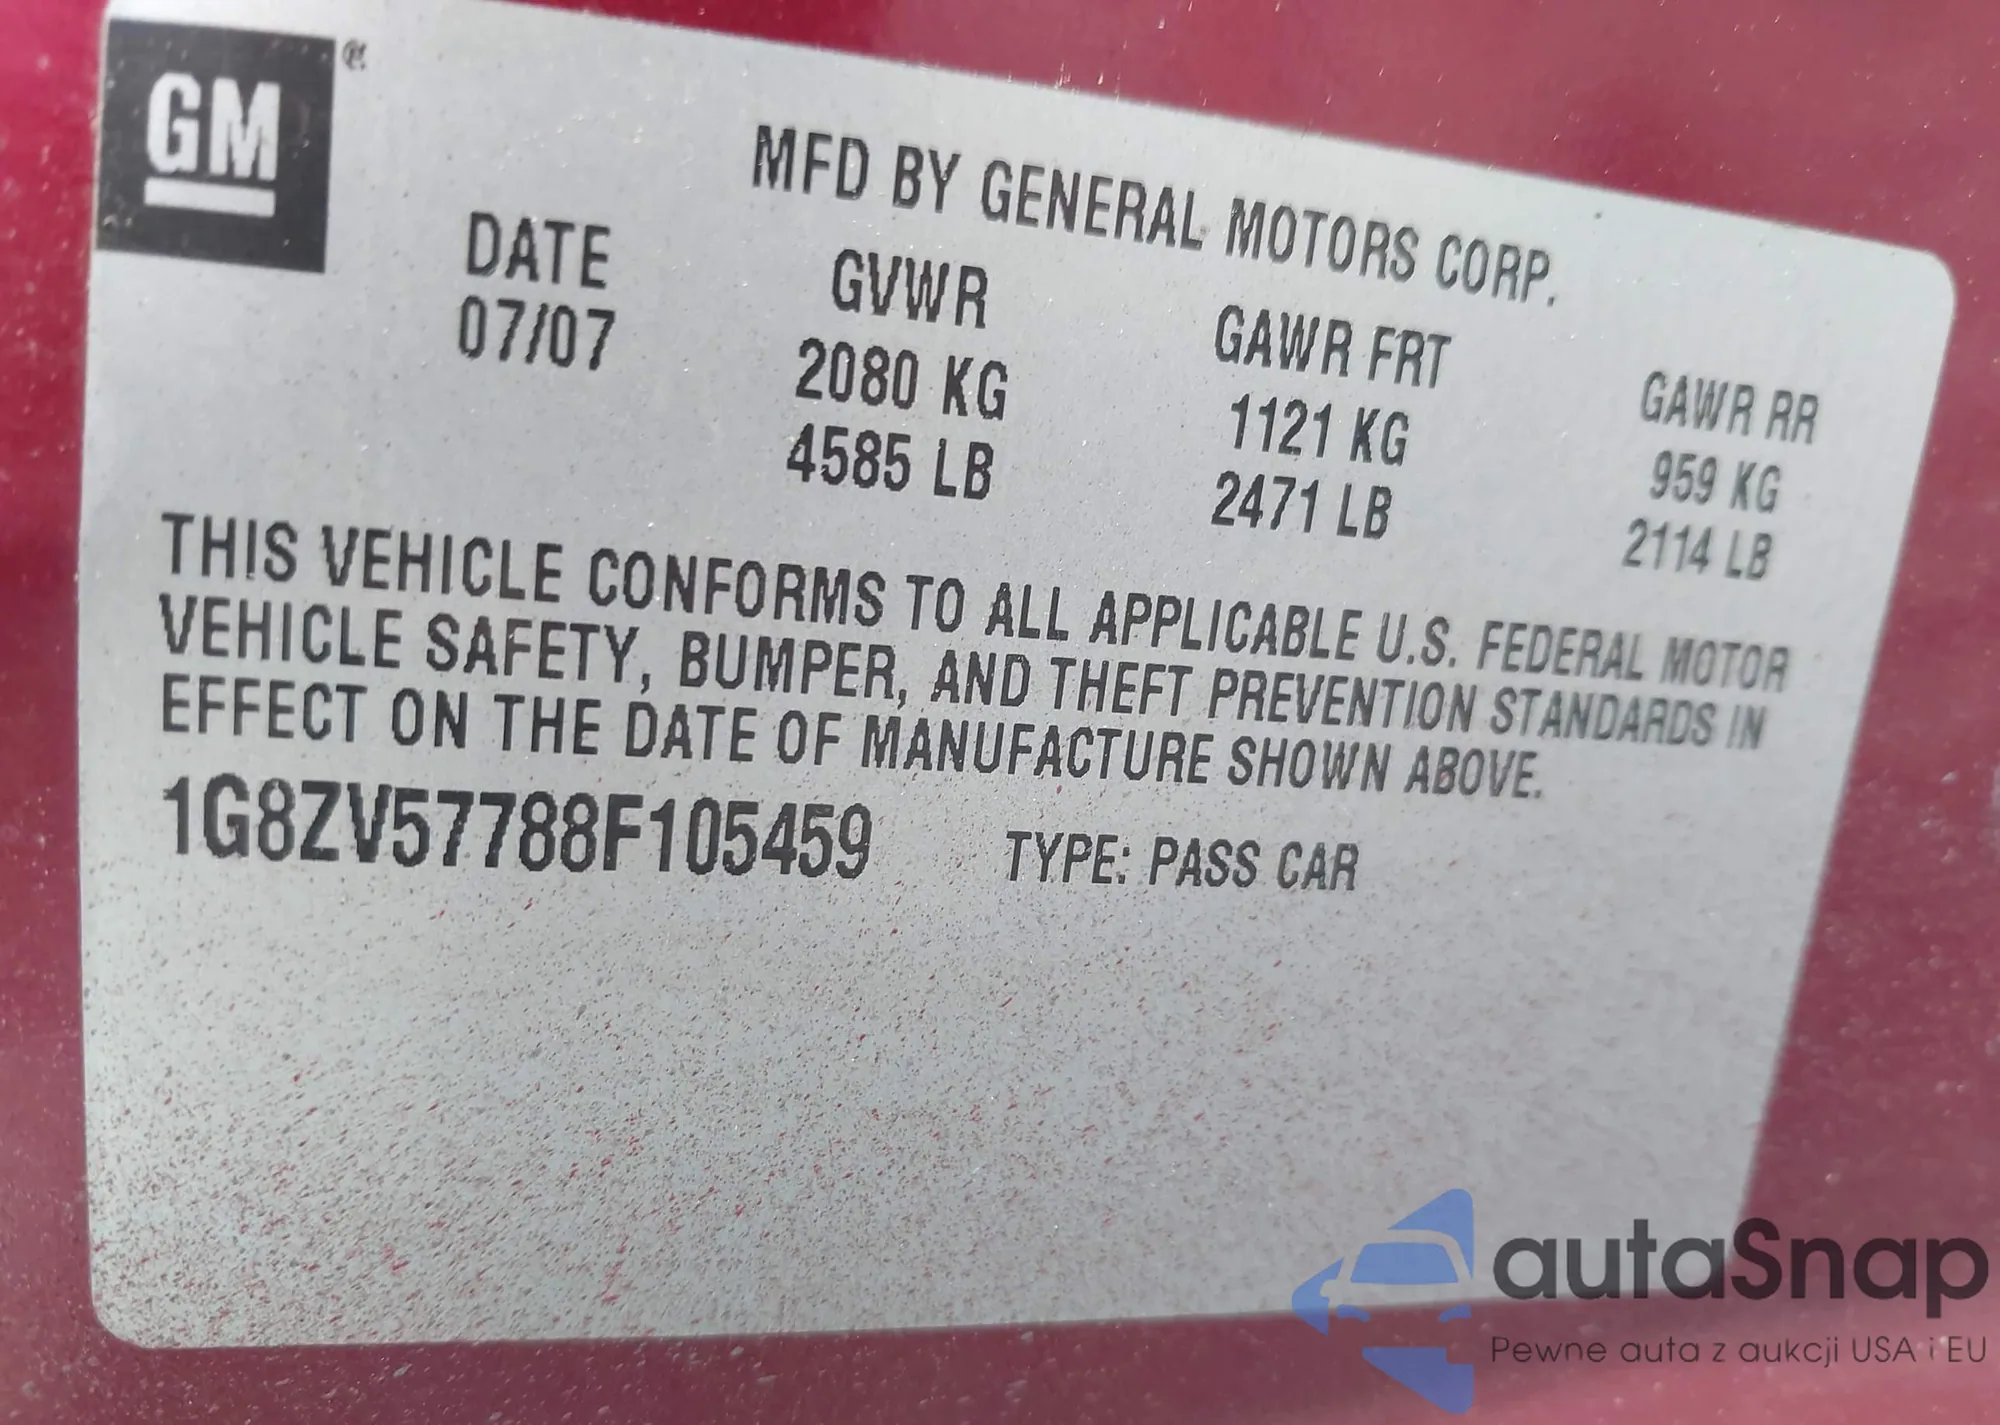 GM®
MFD BY GENERAL MOTORS CORP.
DATE GVWR GAWR FRT GAWR RR
07/07 2080 KG 1121 KG 959 KG
4585 LB 2471 LB 2114 LB
THIS VEHICLE CONFORMS TO ALL APPLICABLE U.S. FEDERAL MOTOR
VEHICLE SAFETY, BUMPER, AND THEFT PREVENTION STANDARDS IN
EFFECT ON THE DATE OF MANUFACTURE SHOWN ABOVE.
1G8ZV57788F105459 TYPE: PASS CAR
autaSnap
Pewne auta z aukcji USA i EU